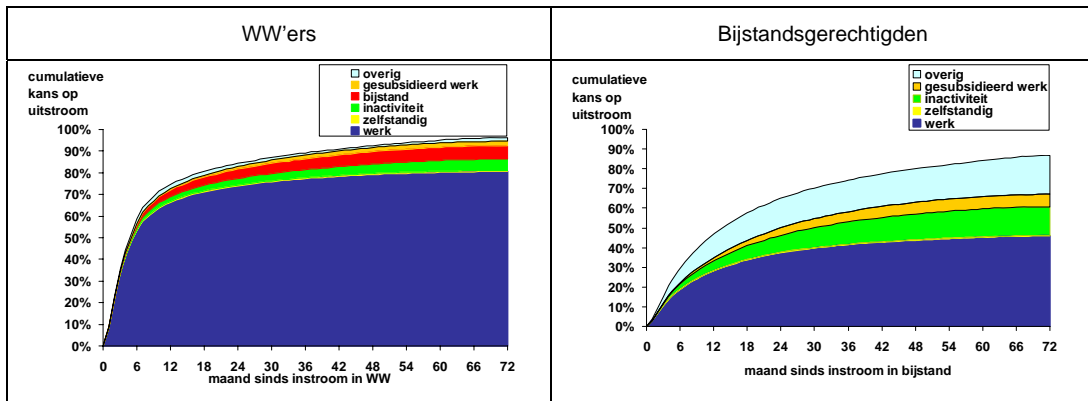 WW'ers
cumulatieve
kans op
uitstroom
overig
gesubsidieerd werk
bijstand
inactiviteit
zelfstandig
werk
100%
90%
80%
70%
60%
50%
40%
30%
20%
10%
0%
0 6 12 18 24 30 36 42 48 54 60 66 72
maand sinds instroom in WW
Bijstandsgerechtigden
cumulatieve
kans op
uitstroom
overig
gesubsidieerd werk
inactiviteit
zelfstandig
werk
100%
90%
80%
70%
60%
50%
40%
30%
20%
10%
0%
0 6 12 18 24 30 36 42 48 54 60 66 72
maand sinds instroom in bijstand